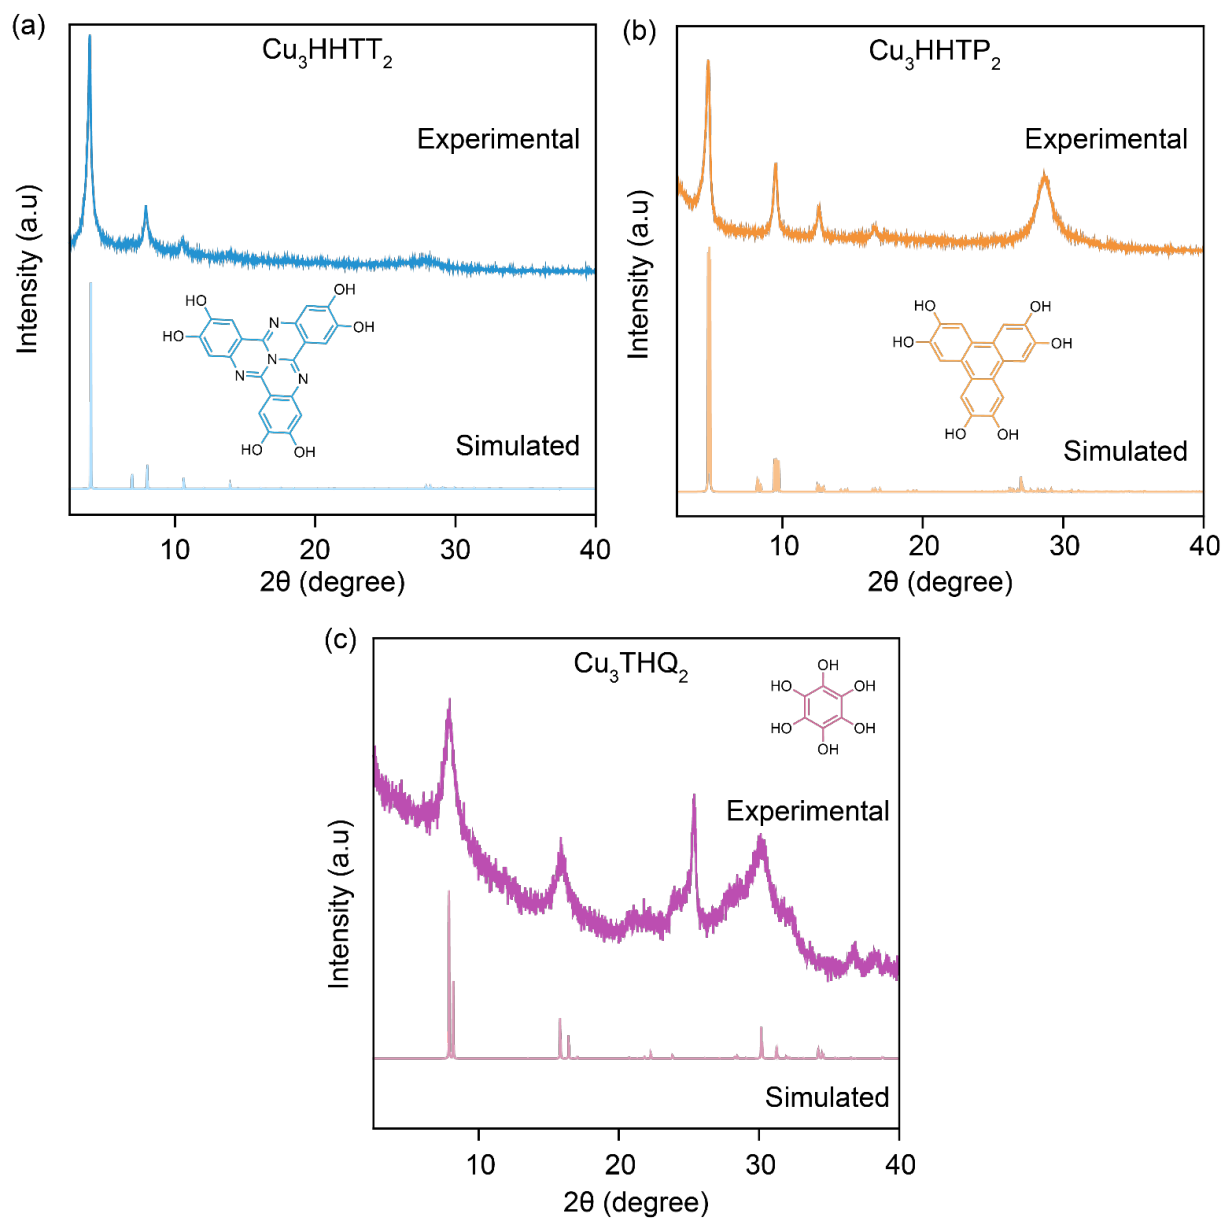 (a)
Cu3HHTT2
Experimental
Intensity (a.u)
OH
HO
HO
N
OH
N
N
N
HO
OH
Simulated
10
20
30
40
2θ (degree)
(b)
Cu3HHTP2
Experimental
Intensity (a.u)
HO
OH
HO
OH
HO
OH
Simulated
10
20
30
40
2θ (degree)
(c)
Cu3THQ2
OH
HO
OH
HO
OH
OH
Experimental
Intensity (a.u)
Simulated
10
20
30
40
2θ (degree)